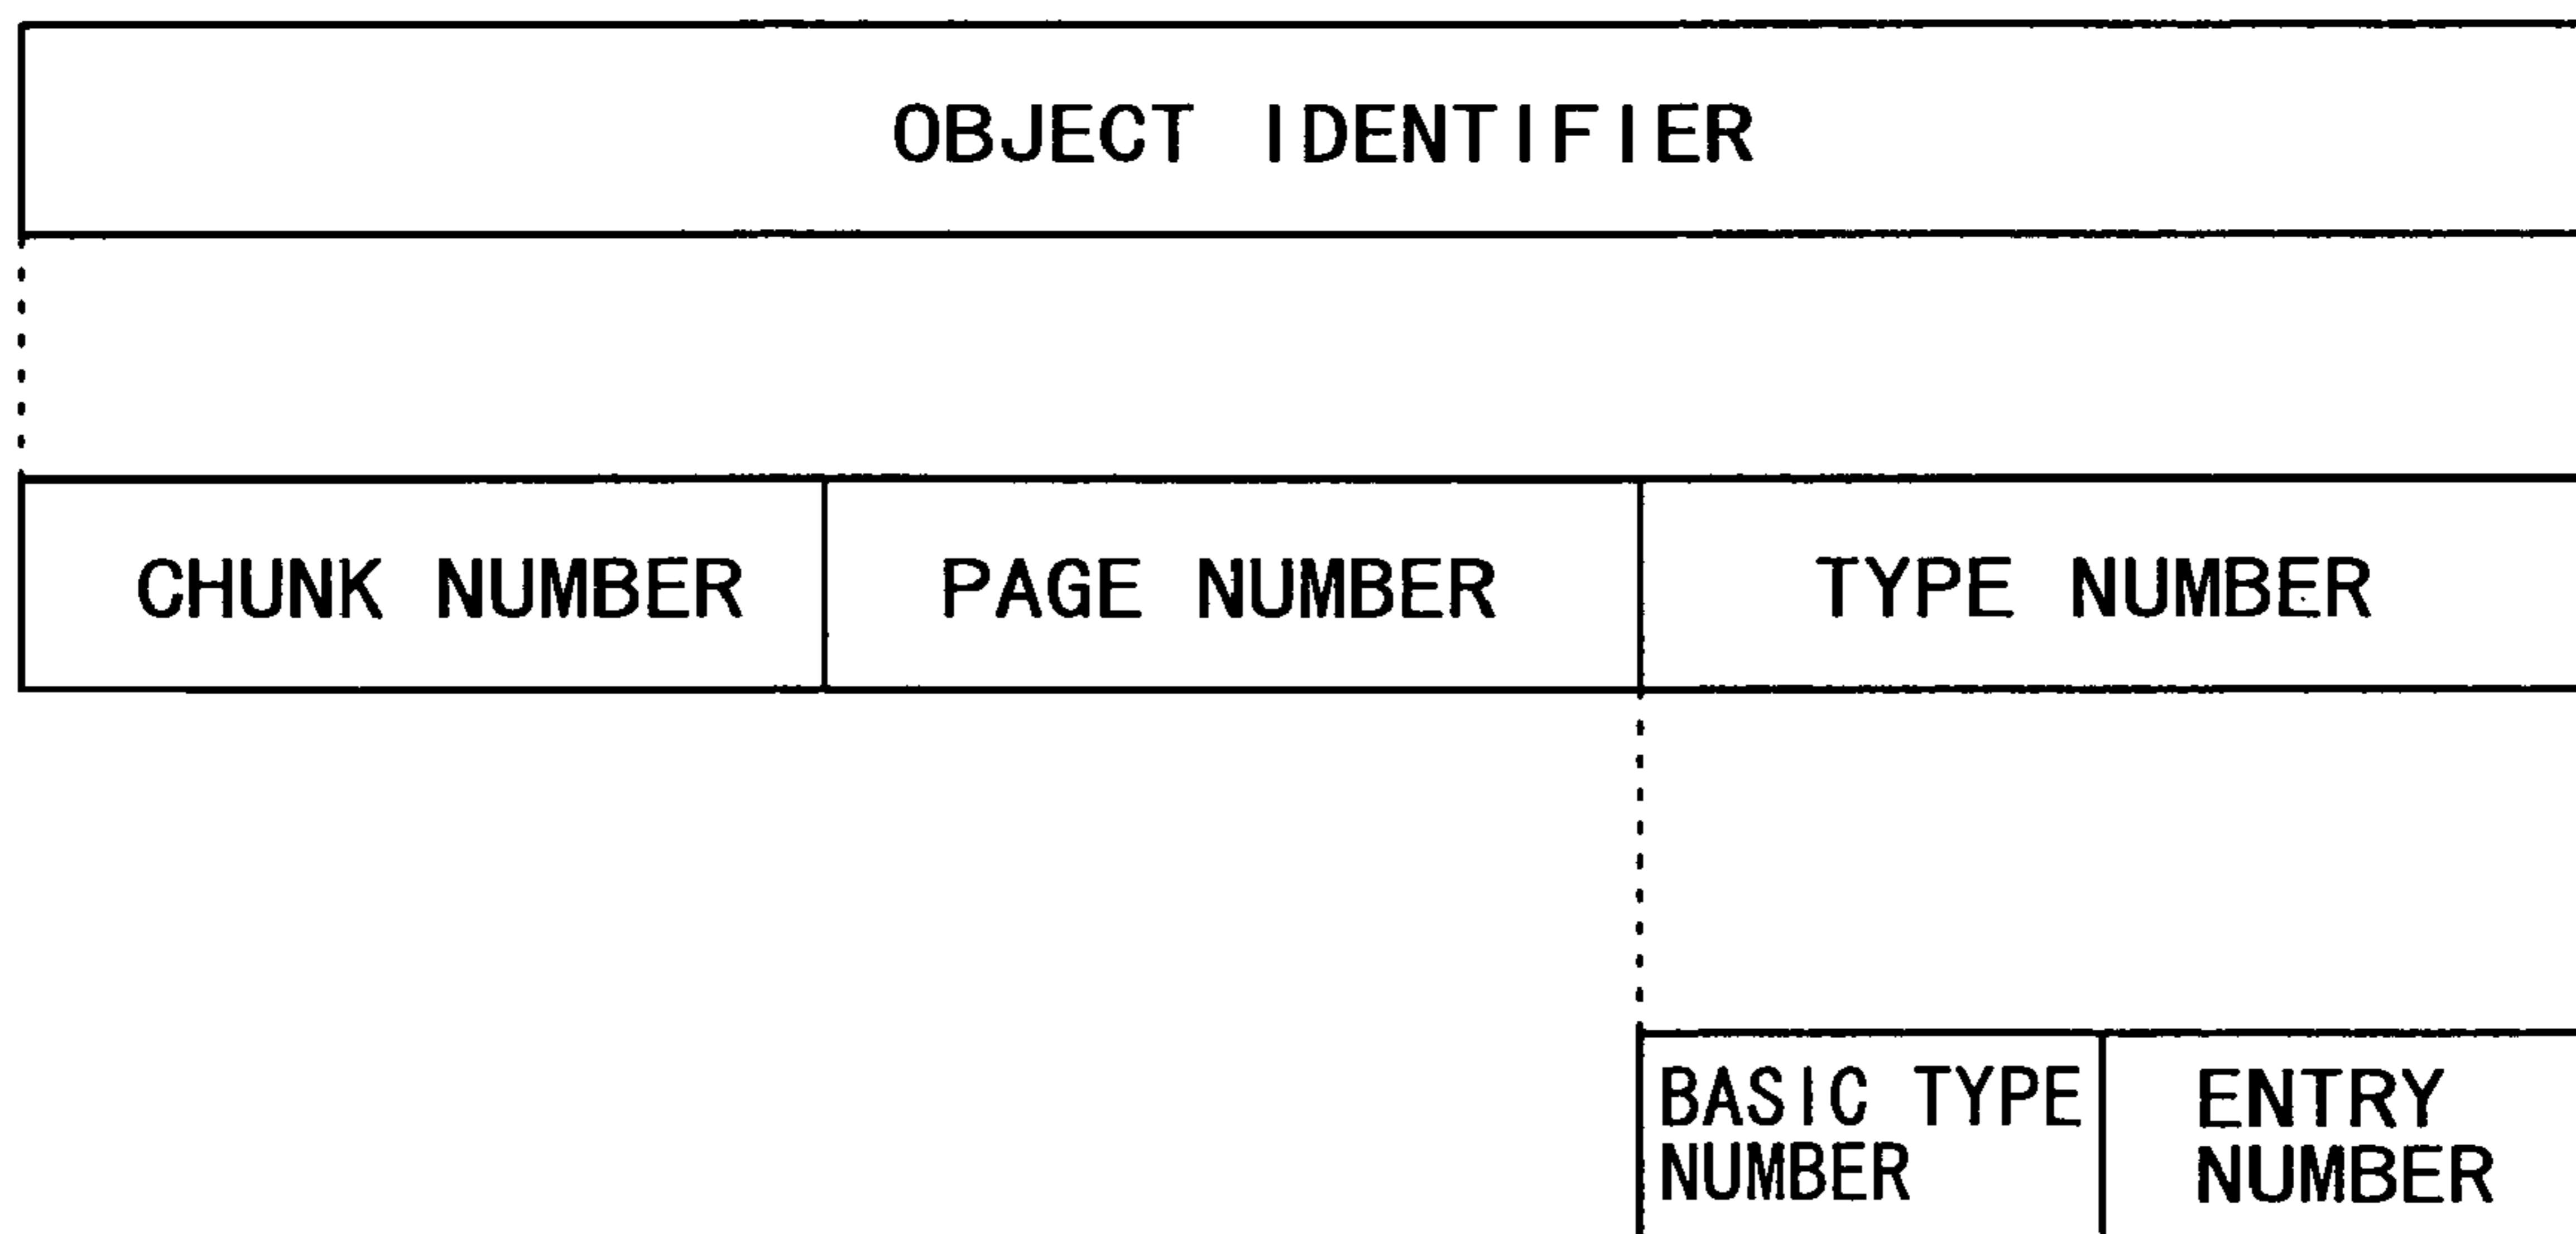 OBJECT IDENTIFIER
CHUNK NUMBER PAGE NUMBER TYPE NUMBER
BASIC TYPE
NUMBER
ENTRY
NUMBER